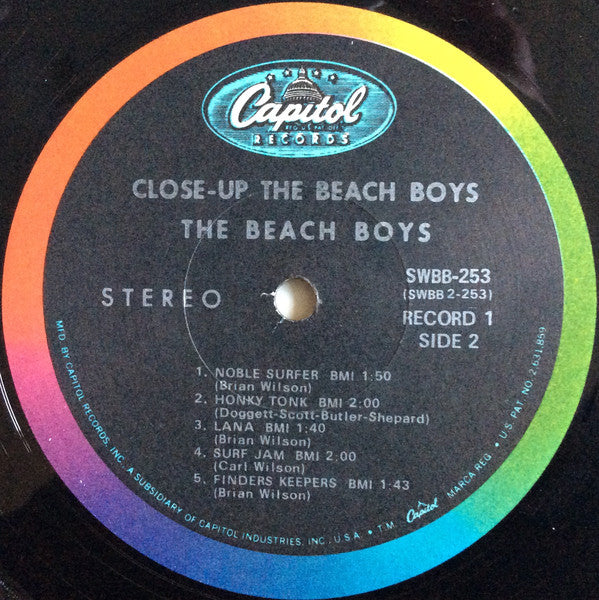 Capitol
REG. U.S. PAT. OFF.
RECORDS
CLOSE-UP THE BEACH BOYS
THE BEACH BOYS
STEREO
SWBB-253
(SWBB 2-253)
RECORD 1
SIDE 2
1. NOBLE SURFER BMI 1:50
(Brian Wilson)
2. HONKY TONK BMI 2:00
(Doggett-Scott-Butler-Shepard)
3. LANA BMI 1:40
(Brian Wilson)
4. SURF JAM BMI 2:00
(Carl Wilson)
5. FINDERS KEEPERS BMI 1:43
(Brian Wilson)
MFD. BY CAPITOL RECORDS, INC. A SUBSIDIARY OF CAPITOL INDUSTRIES, INC., U.S.A. • T.M. Capitol MARCA REG. • U.S. PAT. NO. 2,631,859